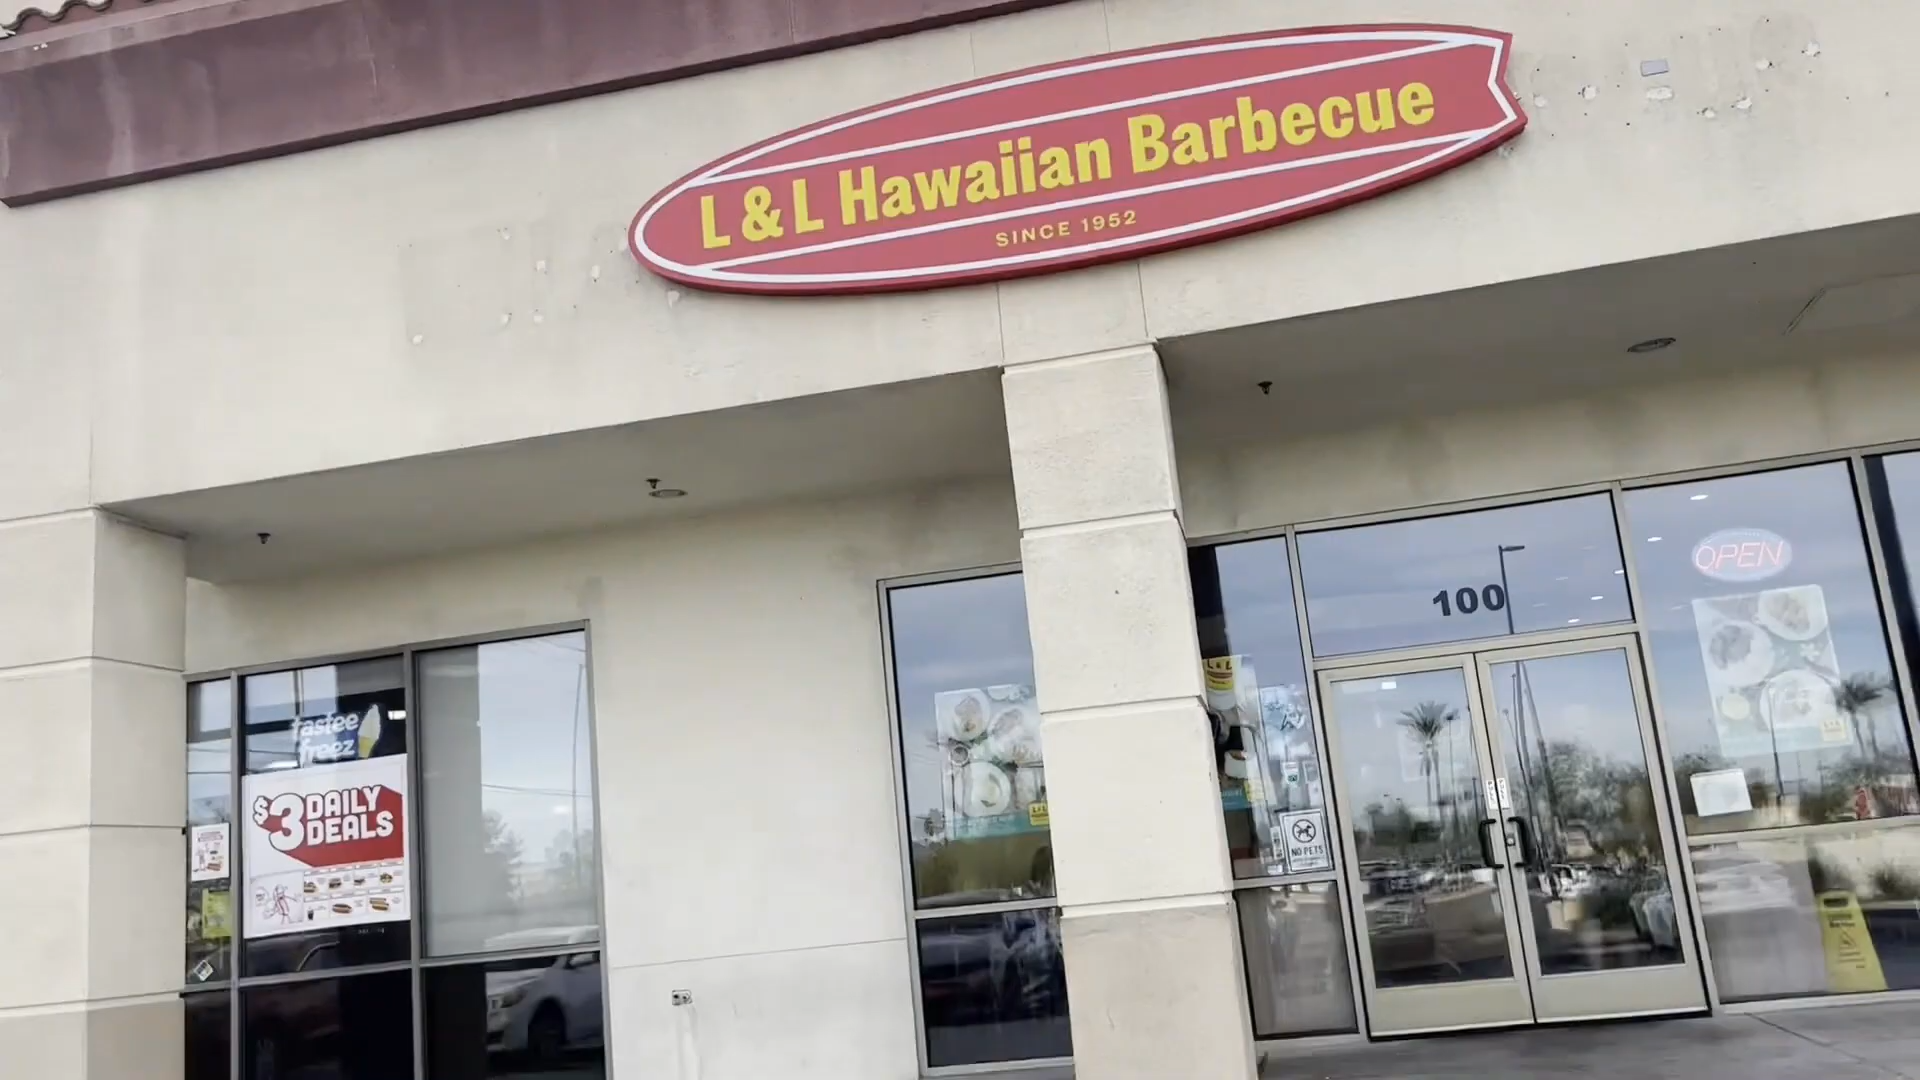 L & L Hawaiian Barbecue
SINCE 1952
OPEN
100
tastee
freez
$3 DAILY
DEALS
L&L
NO PETS